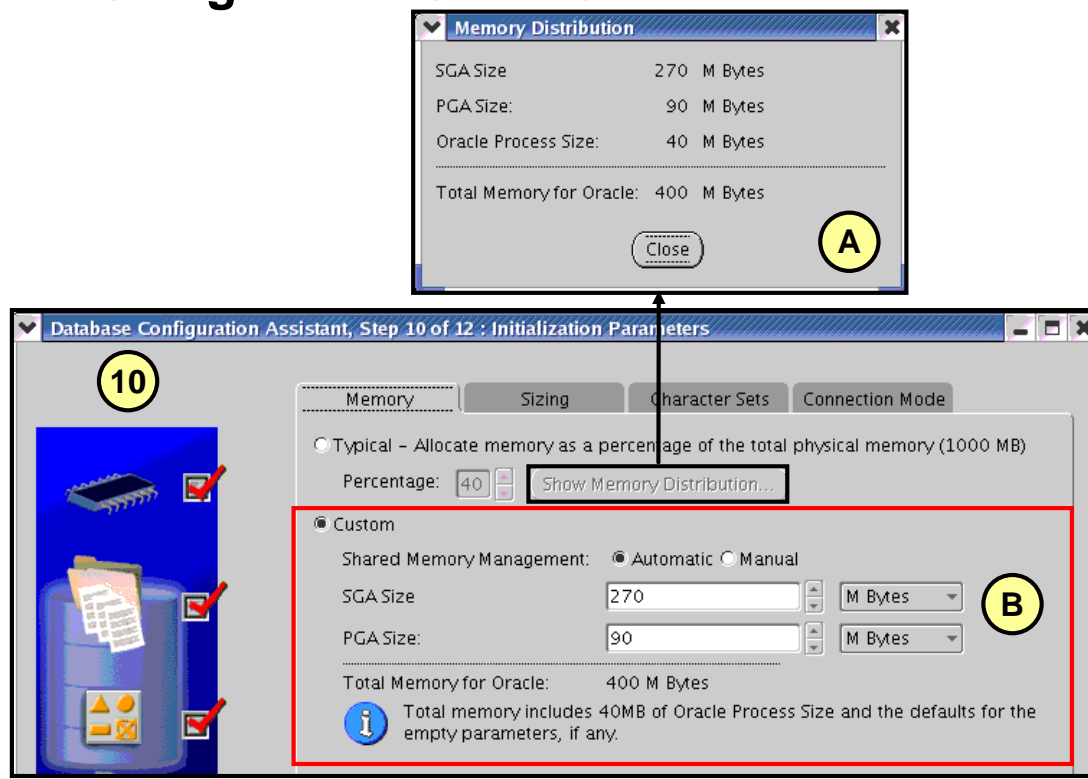 Memory Distribution
SGA Size 270 M Bytes
PGA Size: 90 M Bytes
Oracle Process Size: 40 M Bytes
Total Memory for Oracle: 400 M Bytes
Close
A
Database Configuration Assistant, Step 10 of 12 : Initialization Parameters
10
Memory Sizing Character Sets Connection Mode
Typical – Allocate memory as a percentage of the total physical memory (1000 MB)
Percentage: 40 Show Memory Distribution...
Custom
Shared Memory Management: Automatic Manual
SGA Size 270 M Bytes
B
PGA Size: 90 M Bytes
Total Memory for Oracle: 400 M Bytes
Total memory includes 40MB of Oracle Process Size and the defaults for the
empty parameters, if any.